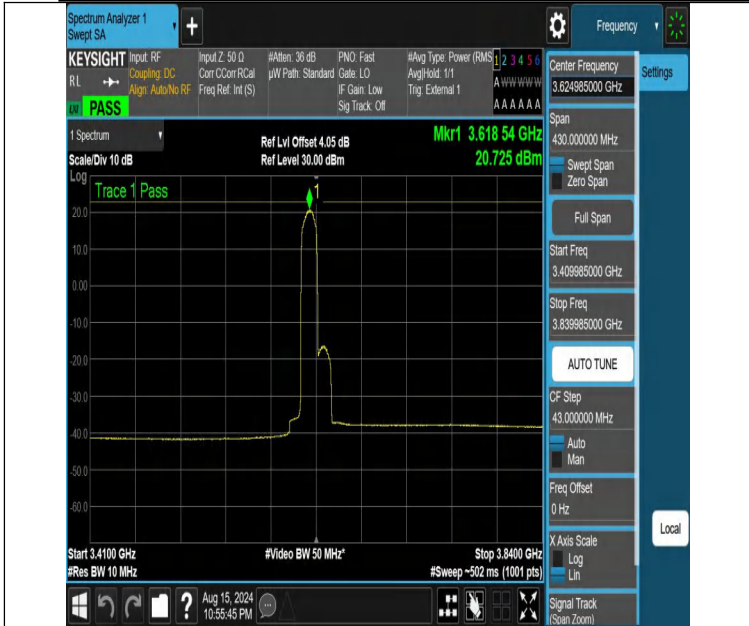 Spectrum Analyzer 1
Swept SA
+
Frequency
KEYSIGHT
RL
PASS
Input: RF
Coupling: DC
Align: Auto/No RF
Input Z: 50 Ω
Corr CCorr RCal
Freq Ref: Int (S)
#Atten: 36 dB
µW Path: Standard
PNO: Fast
Gate: LO
IF Gain: Low
Sig Track: Off
#Avg Type: Power (RMS
Avg|Hold: 1/1
Trig: External 1
1 2 3 4 5 6
A W W W W W
A A A A A A
1 Spectrum
Scale/Div 10 dB
Log
Ref Lvl Offset 4.05 dB
Ref Level 30.00 dBm
Mkr1 3.618 54 GHz
20.725 dBm
Trace 1 Pass
1
20.0
10.0
0.00
-10.0
-20.0
-30.0
-40.0
-50.0
-60.0
Start 3.4100 GHz
#Res BW 10 MHz
#Video BW 50 MHz*
Stop 3.8400 GHz
#Sweep ~502 ms (1001 pts)
Center Frequency
3.624985000 GHz
Settings
Span
430.000000 MHz
Swept Span
Zero Span
Full Span
Start Freq
3.409985000 GHz
Stop Freq
3.839985000 GHz
AUTO TUNE
CF Step
43.000000 MHz
Auto
Man
Freq Offset
0 Hz
X Axis Scale
Log
Lin
Local
Signal Track
(Span Zoom)
?
Aug 15, 2024
10:55:45 PM